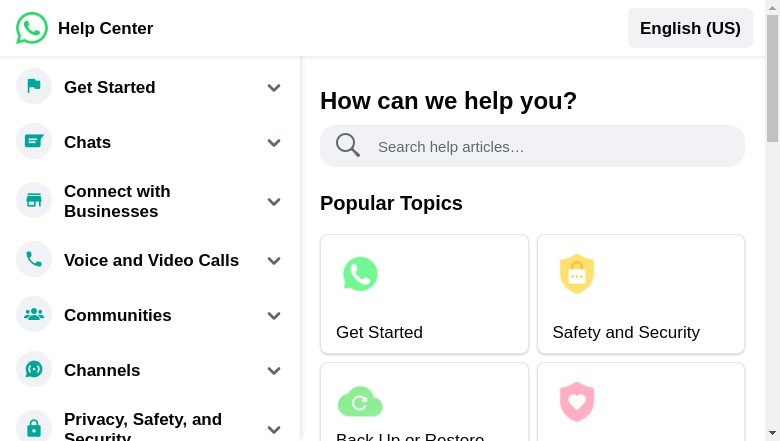 Help Center
English (US)
Get Started
Chats
Connect with
Businesses
Voice and Video Calls
Communities
Channels
Privacy, Safety, and
Security
How can we help you?
Search help articles…
Popular Topics
Get Started
Safety and Security
Back Up or Restore